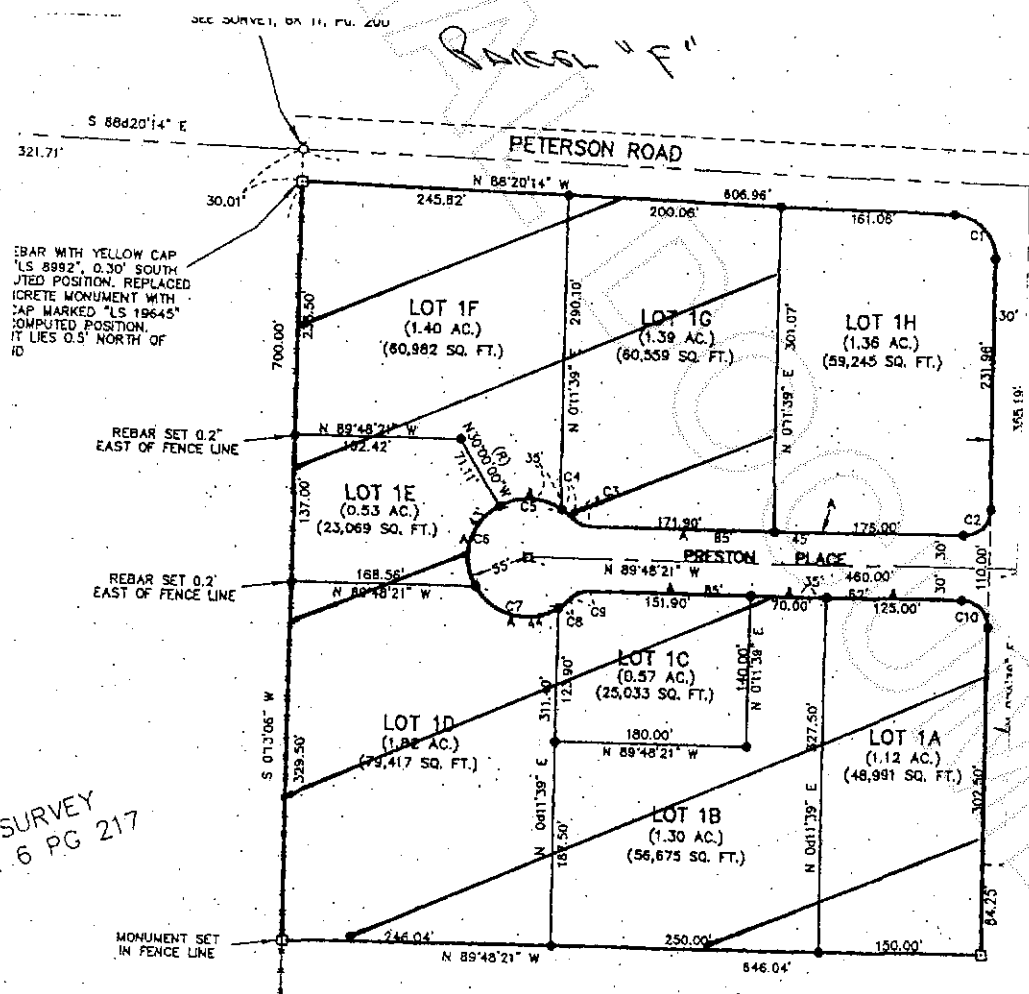 SEE SURVEY, BK 11, PG. 200
PARCEL "F"
S 88d20'14" E
321.71'
PETERSON ROAD
30.01'
N 88°20'14" W
606.96'
245.82'
200.06'
161.06'
C1
EBAR WITH YELLOW CAP
"LS 8992", 0.30' SOUTH
UTED POSITION. REPLACED
CRETE MONUMENT WITH
CAP MARKED "LS 19645"
COMPUTED POSITION.
IT LIES 0.5' NORTH OF
700.00'
LOT 1F
(1.40 AC.)
(60,982 SQ. FT.)
290.10'
N 0°11'39" E
LOT 1G
(1.39 AC.)
(60,559 SQ. FT.)
301.07'
N 0°11'39" E
LOT 1H
(1.36 AC.)
(59,245 SQ. FT.)
30'
231.98'
REBAR SET 0.2'
EAST OF FENCE LINE
N 89°48'21" W
162.42'
N30°00'00"W
(R)
71.11'
137.00'
LOT 1E
(0.53 AC.)
(23,069 SQ. FT.)
35'
C4
C3
A
C5
171.90'
A
85'
45'
A
175.00'
C2
A C6
PRESTON PLACE
30'
110.00'
55'
N 89°48'21" W
460.00'
REBAR SET 0.2'
EAST OF FENCE LINE
168.56'
N 89°48'21" W
C7
A 44'
C8
C9
151.90'
85'
70.00'
35'
67'
125.00'
30'
C10
311.40'
123.90'
LOT 1C
(0.57 AC.)
(25,033 SQ. FT.)
140.00'
N 0°11'39" E
180.00'
N 89°48'21" W
S 0°13'06" W
329.50'
LOT 1D
(1.82 AC.)
(79,417 SQ. FT.)
N 0d11'39" E
187.50'
327.50'
N 0d11'39" E
LOT 1A
(1.12 AC.)
(48,991 SQ. FT.)
302.50'
LOT 1B
(1.30 AC.)
(56,675 SQ. FT.)
SURVEY
6 PG 217
84.25'
MONUMENT SET
IN FENCE LINE
246.04'
250.00'
150.00'
N 89°48'21" W
646.04'